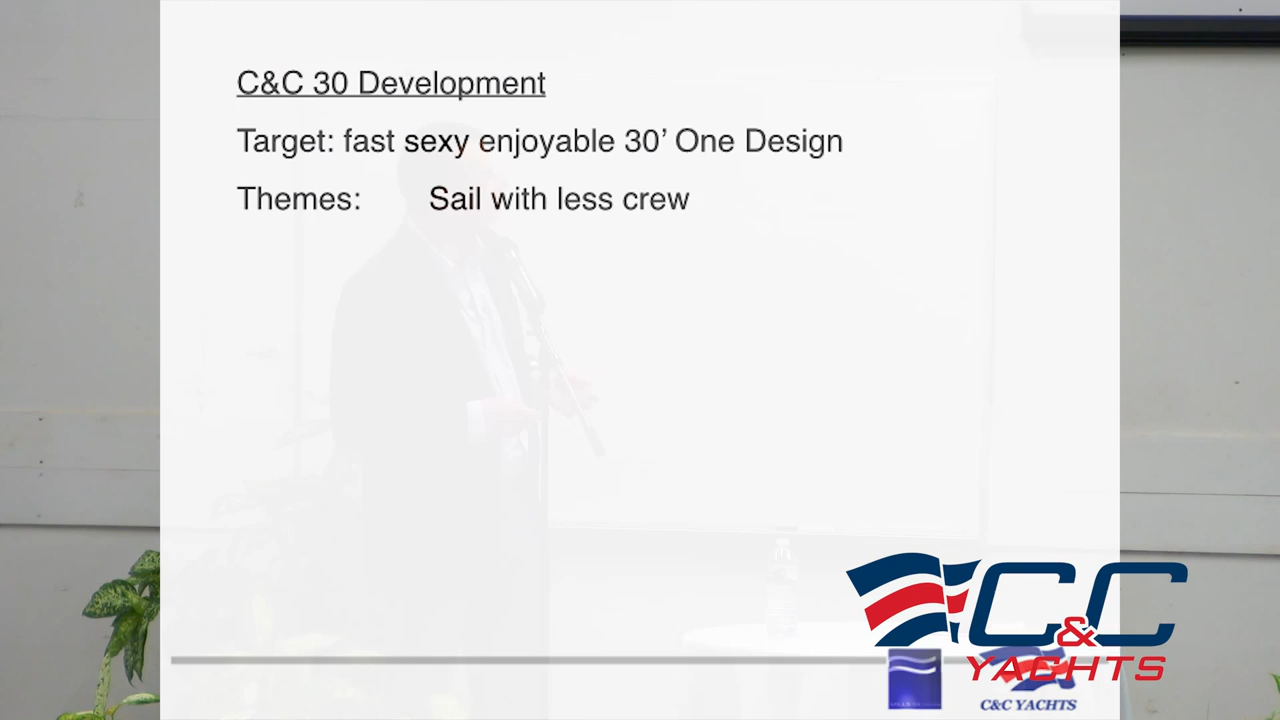 C&C 30 Development
Target: fast sexy enjoyable 30’ One Design
Themes: Sail with less crew
C&C
YACHTS
C&C YACHTS